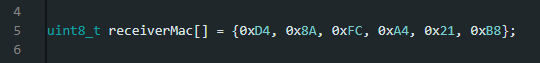 4
5 uint8_t receiverMac[] = {0xD4, 0x8A, 0xFC, 0xA4, 0x21, 0xB8};
6